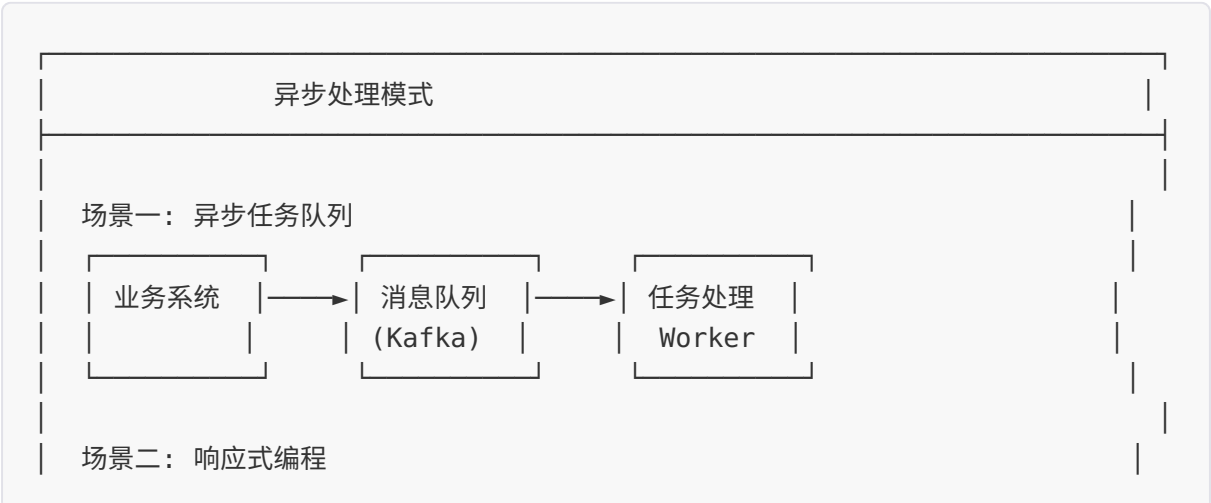 异步处理模式
场景一: 异步任务队列
业务系统 消息队列 任务处理
(Kafka) Worker
场景二: 响应式编程